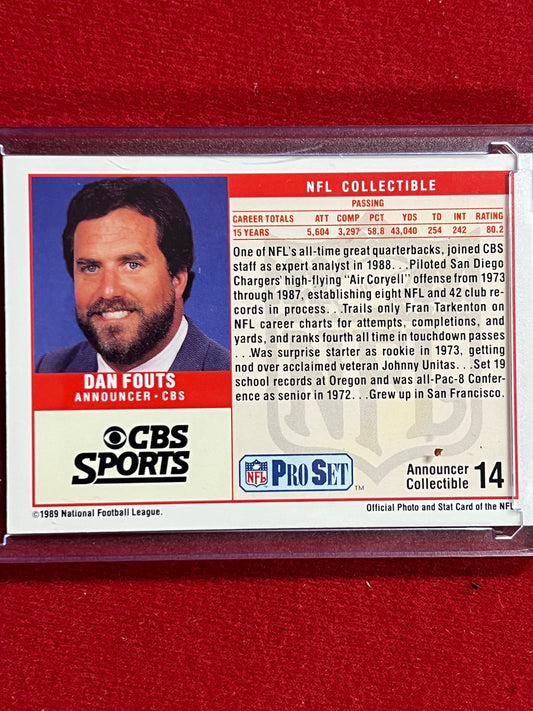 NFL COLLECTIBLE
PASSING
CAREER TOTALS ATT COMP PCT YDS TD INT RATING
15 YEARS 5,604 3,297 58.8 43,040 254 242 80.2
One of NFL's all-time great quarterbacks, joined CBS
staff as expert analyst in 1988. . .Piloted San Diego
Chargers' high-flying "Air Coryell" offense from 1973
through 1987, establishing eight NFL and 42 club re-
cords in process. . .Trails only Fran Tarkenton on
NFL career charts for attempts, completions, and
yards, and ranks fourth all time in touchdown passes
. . .Was surprise starter as rookie in 1973, getting
nod over acclaimed veteran Johnny Unitas. . .Set 19
school records at Oregon and was all-Pac-8 Confer-
ence as senior in 1972. . .Grew up in San Francisco.
DAN FOUTS
ANNOUNCER • CBS
CBS
SPORTS
NFL
NFL PRO SET TM
Announcer
Collectible 14
©1989 National Football League.
Official Photo and Stat Card of the NFL